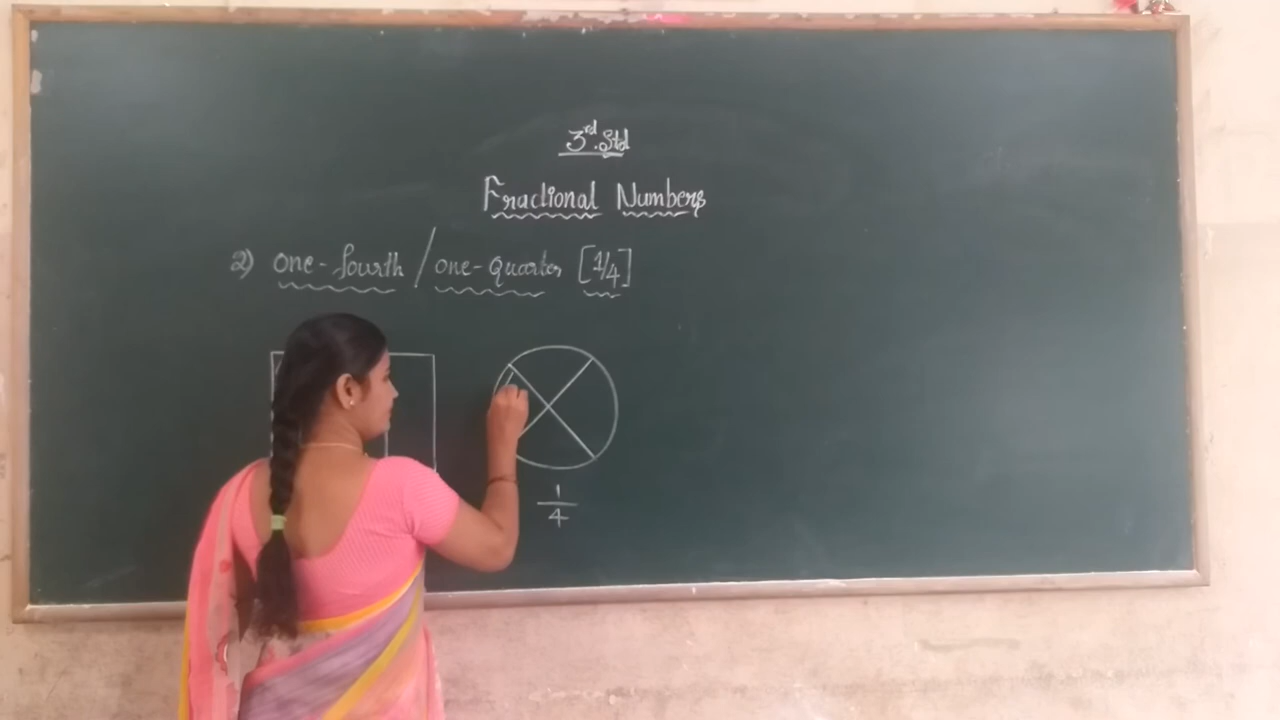 3rd.Std
Fractional Numbers
2) one-fourth / one-quarter [1/4]
1/4